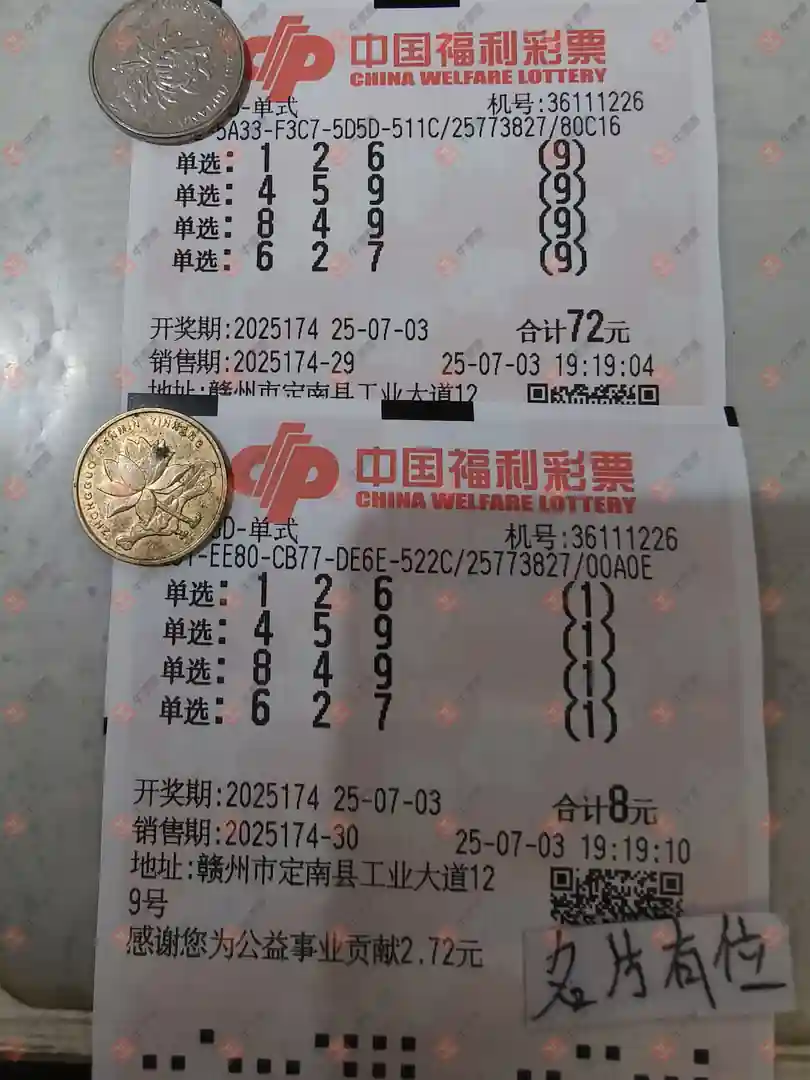 中国福利彩票
CHINA WELFARE LOTTERY
D-单式 机号:36111226
5A33-F3C7-5D5D-511C/25773827/80C16
单选: 1 2 6 (9)
单选: 4 5 9 (9)
单选: 8 4 9 (9)
单选: 6 2 7 (9)
开奖期:2025174 25-07-03 合计72元
销售期:2025174-29 25-07-03 19:19:04
地址:赣州市定南县工业大道12
中国福利彩票
CHINA WELFARE LOTTERY
D-单式 机号:36111226
-EE80-CB77-DE6E-522C/25773827/00A0E
单选: 1 2 6 (1)
单选: 4 5 9 (1)
单选: 8 4 9 (1)
单选: 6 2 7 (1)
开奖期:2025174 25-07-03 合计8元
销售期:2025174-30 25-07-03 19:19:10
地址:赣州市定南县工业大道12
9号
感谢您为公益事业贡献2.72元
名片有位